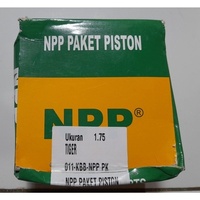 NPP PAKET PISTON
NPP®
Ukuran 1.75
TIGER
011-KBB-NPP PK
NPP PAKET PISTON